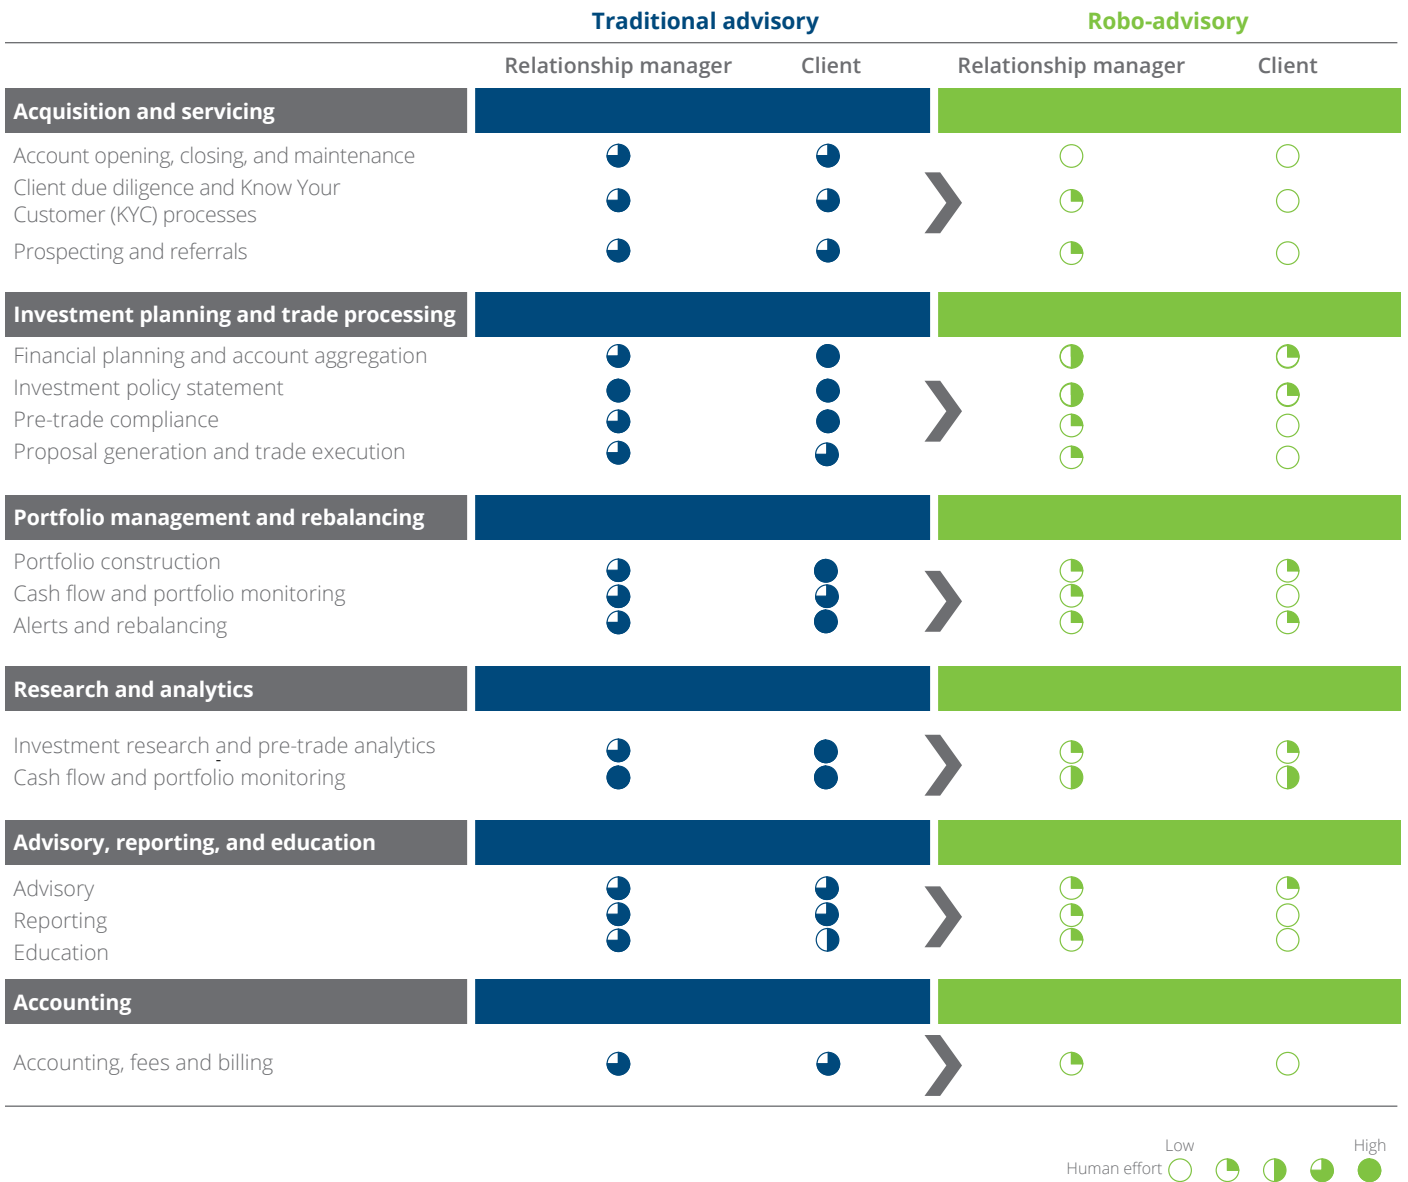 Traditional advisory Robo-advisory
Relationship manager Client Relationship manager Client
Acquisition and servicing
Account opening, closing, and maintenance
Client due diligence and Know Your
Customer (KYC) processes
Prospecting and referrals
Investment planning and trade processing
Financial planning and account aggregation
Investment policy statement
Pre-trade compliance
Proposal generation and trade execution
Portfolio management and rebalancing
Portfolio construction
Cash flow and portfolio monitoring
Alerts and rebalancing
Research and analytics
Investment research and pre-trade analytics
Cash flow and portfolio monitoring
Advisory, reporting, and education
Advisory
Reporting
Education
Accounting
Accounting, fees and billing
Low High
Human effort